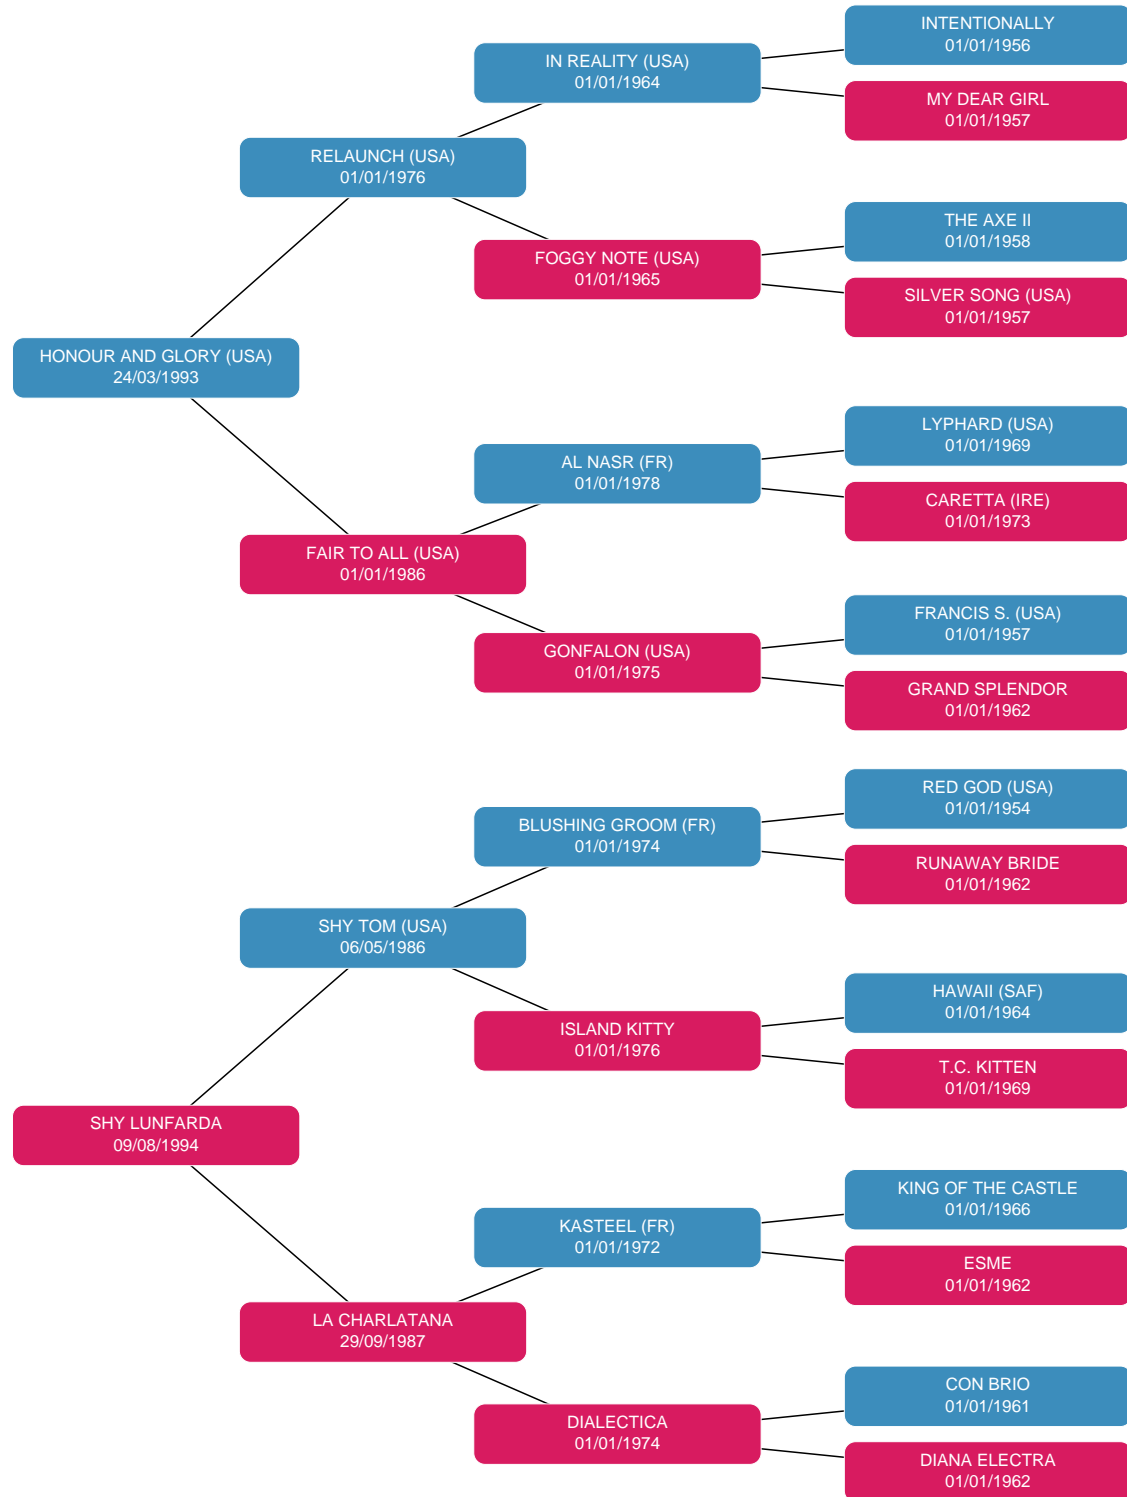 INTENTIONALLY
01/01/1956
IN REALITY (USA)
01/01/1964
MY DEAR GIRL
01/01/1957
RELAUNCH (USA)
01/01/1976
THE AXE II
01/01/1958
FOGGY NOTE (USA)
01/01/1965
SILVER SONG (USA)
01/01/1957
HONOUR AND GLORY (USA)
24/03/1993
LYPHARD (USA)
01/01/1969
AL NASR (FR)
01/01/1978
CARETTA (IRE)
01/01/1973
FAIR TO ALL (USA)
01/01/1986
FRANCIS S. (USA)
01/01/1957
GONFALON (USA)
01/01/1975
GRAND SPLENDOR
01/01/1962
RED GOD (USA)
01/01/1954
BLUSHING GROOM (FR)
01/01/1974
RUNAWAY BRIDE
01/01/1962
SHY TOM (USA)
06/05/1986
HAWAII (SAF)
01/01/1964
ISLAND KITTY
01/01/1976
T.C. KITTEN
01/01/1969
SHY LUNFARDA
09/08/1994
KING OF THE CASTLE
01/01/1966
KASTEEL (FR)
01/01/1972
ESME
01/01/1962
LA CHARLATANA
29/09/1987
CON BRIO
01/01/1961
DIALECTICA
01/01/1974
DIANA ELECTRA
01/01/1962